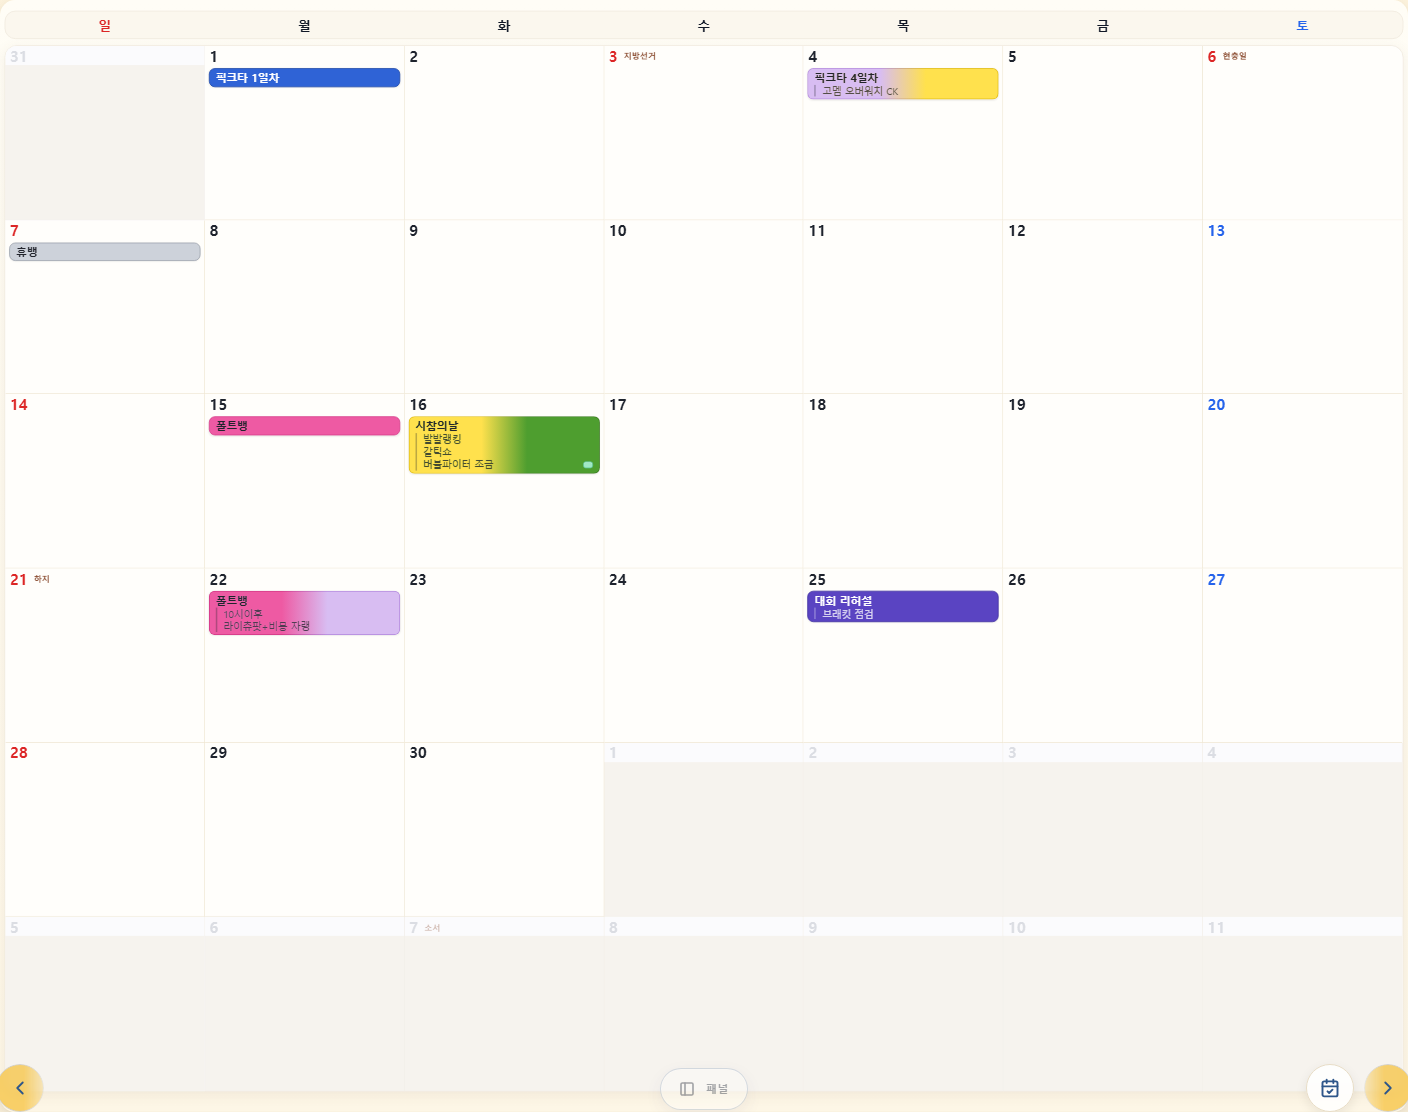 일 월 화 수 목 금 토
31 1 2 3 지방선거 4 5 6 현충일
픽크타 1일차
픽크타 4일차
고멤 오버워치 CK
7 8 9 10 11 12 13
휴뱅
14 15 16 17 18 19 20
폴트뱅
시참의날
발발랭킹
갈틱쇼
버블파이터 조금
21 하지 22 23 24 25 26 27
폴트뱅
10시이후
라이쥬팟+비용 자랭
대회 리허설
브래킷 점검
28 29 30 1 2 3 4
5 6 7 소서 8 9 10 11
패널